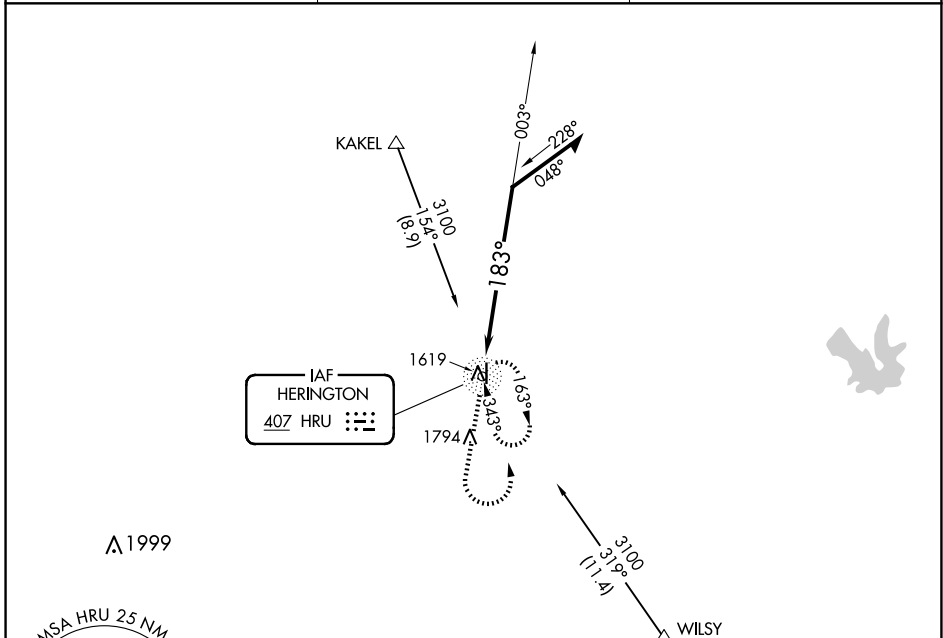 003°
228°
048°
KAKEL
3100
154°
(8.9)
183°
1619
IAF
HERINGTON
407 HRU
163°
343°
1794
1999
3100
319°
(11.4)
MSA HRU 25 NM
WILSY